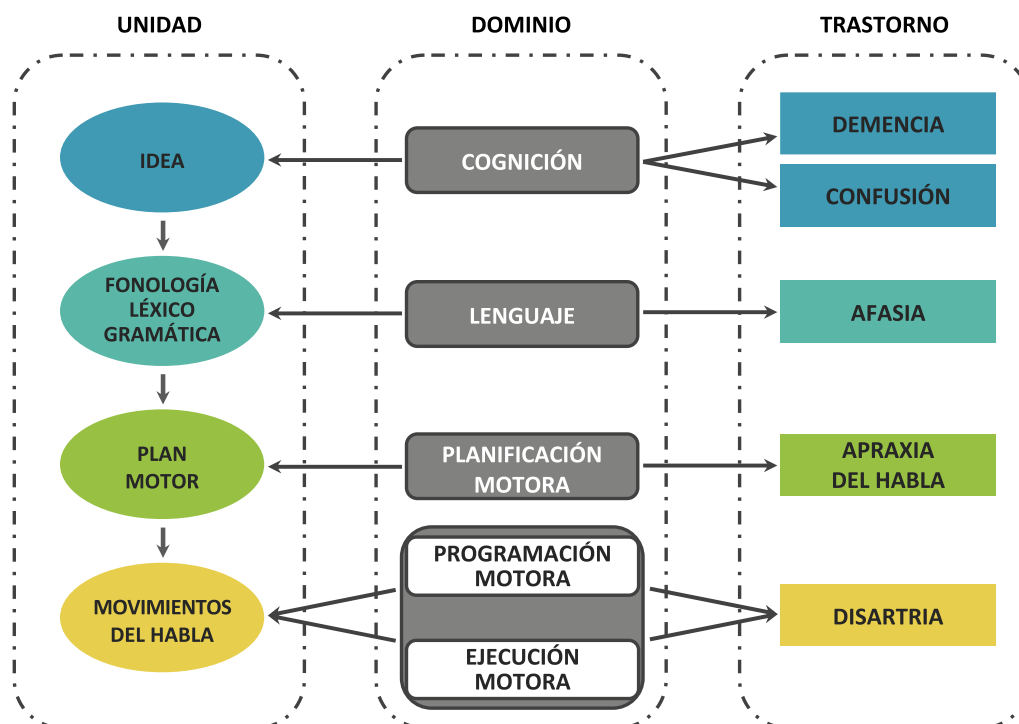 UNIDAD
DOMINIO
TRASTORNO
IDEA
COGNICIÓN
DEMENCIA
CONFUSIÓN
FONOLOGÍA
LÉXICO
GRAMÁTICA
LENGUAJE
AFASIA
PLAN
MOTOR
PLANIFICACIÓN
MOTORA
APRAXIA
DEL HABLA
MOVIMIENTOS
DEL HABLA
PROGRAMACIÓN
MOTORA
EJECUCIÓN
MOTORA
DISARTRIA